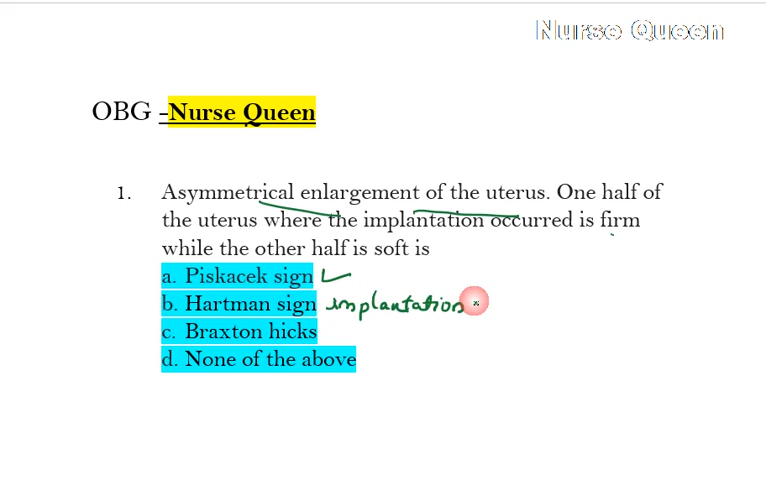 Nurse Queen
OBG -Nurse Queen
1. Asymmetrical enlargement of the uterus. One half of
the uterus where the implantation occurred is firm
while the other half is soft is
a. Piskacek sign
b. Hartman sign implantation
c. Braxton hicks
d. None of the above